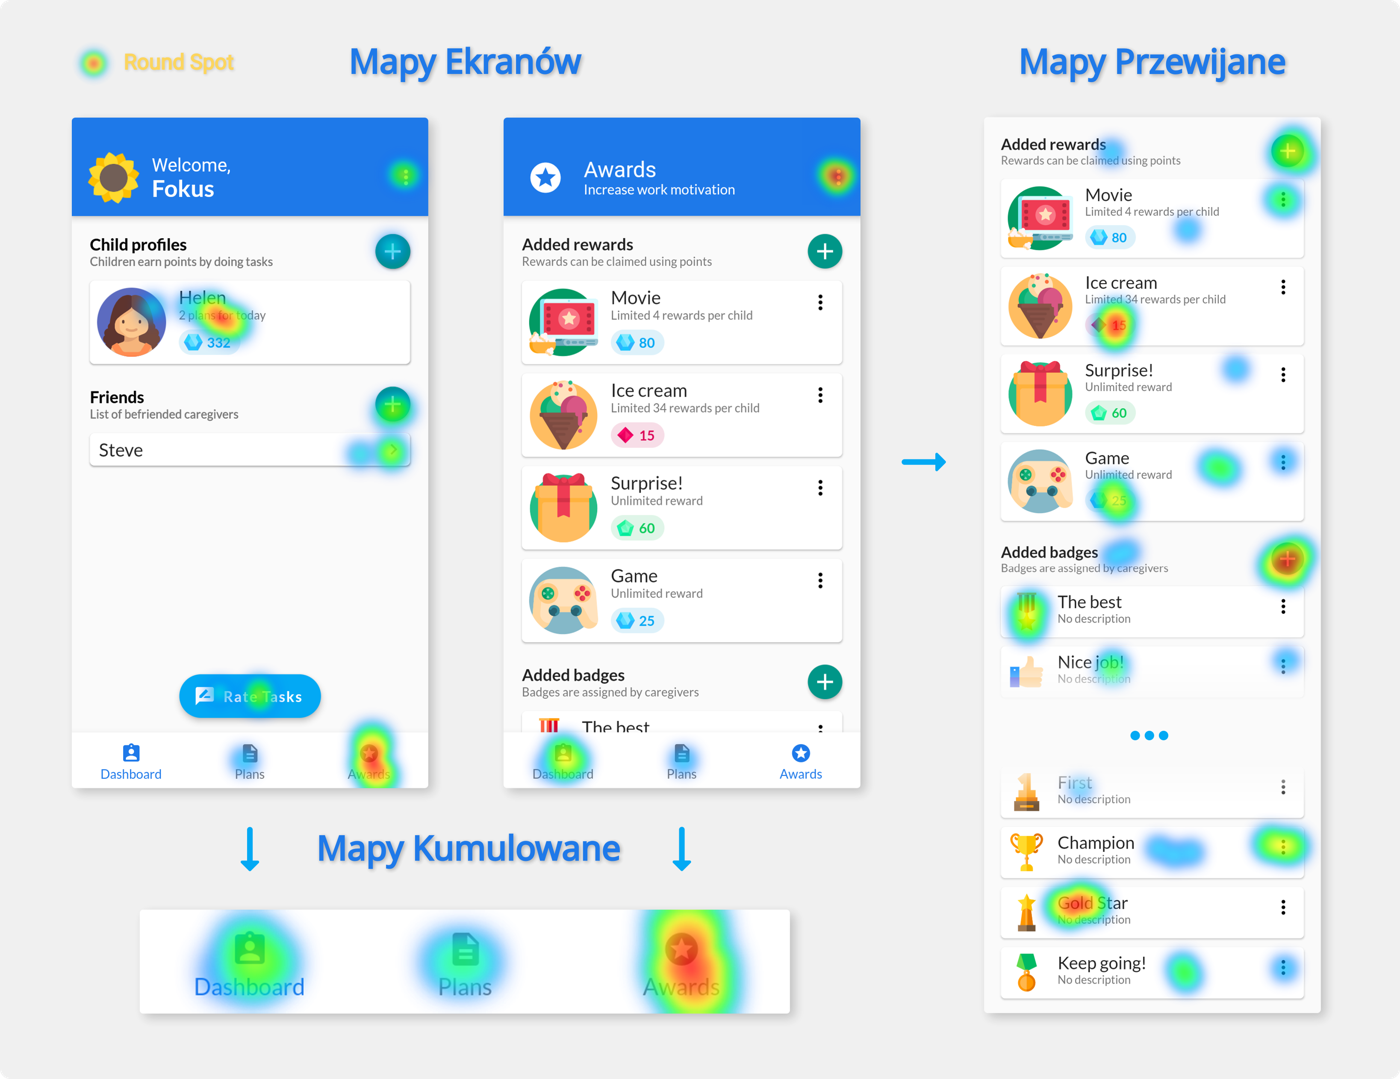 Round Spot
Mapy Ekranów
Mapy Przewijane
Welcome,
Fokus
Child profiles
Children earn points by doing tasks
Helen
2 plans for today
332
Friends
List of befriended caregivers
Steve
Rate Tasks
Dashboard
Plans
Awards
Awards
Increase work motivation
Added rewards
Rewards can be claimed using points
Movie
Limited 4 rewards per child
80
Ice cream
Limited 34 rewards per child
15
Surprise!
Unlimited reward
60
Game
Unlimited reward
25
Added badges
Badges are assigned by caregivers
The best
Dashboard
Plans
Awards
Added rewards
Rewards can be claimed using points
Movie
Limited 4 rewards per child
80
Ice cream
Limited 34 rewards per child
15
Surprise!
Unlimited reward
60
Game
Unlimited reward
25
Added badges
Badges are assigned by caregivers
The best
No description
Nice job!
No description
First
No description
Champion
No description
Gold Star
No description
Keep going!
No description
Mapy Kumulowane
Dashboard
Plans
Awards